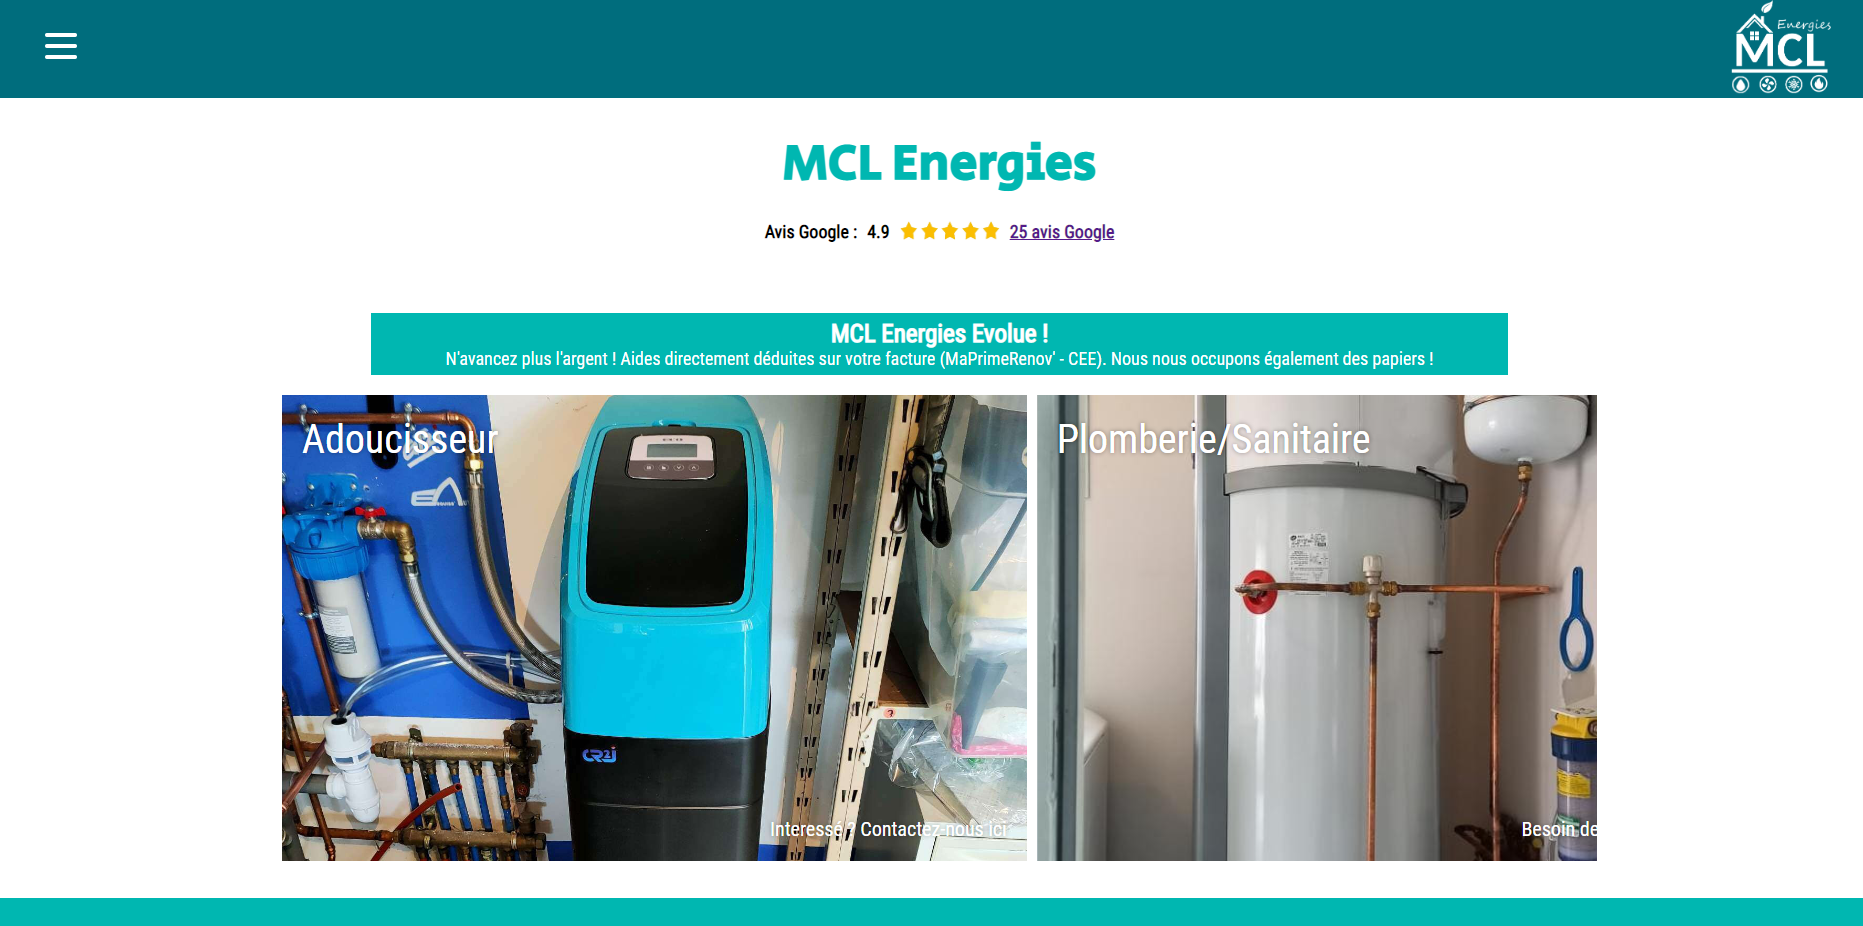 Energies
MCL
MCL Energies
Avis Google : 4.9 25 avis Google
MCL Energies Evolue !
N'avancez plus l'argent ! Aides directement déduites sur votre facture (MaPrimeRenov' - CEE). Nous nous occupons également des papiers !
Adoucisseur
Plomberie/Sanitaire
CR2J
Interessé ? Contactez-nous ici
Besoin de